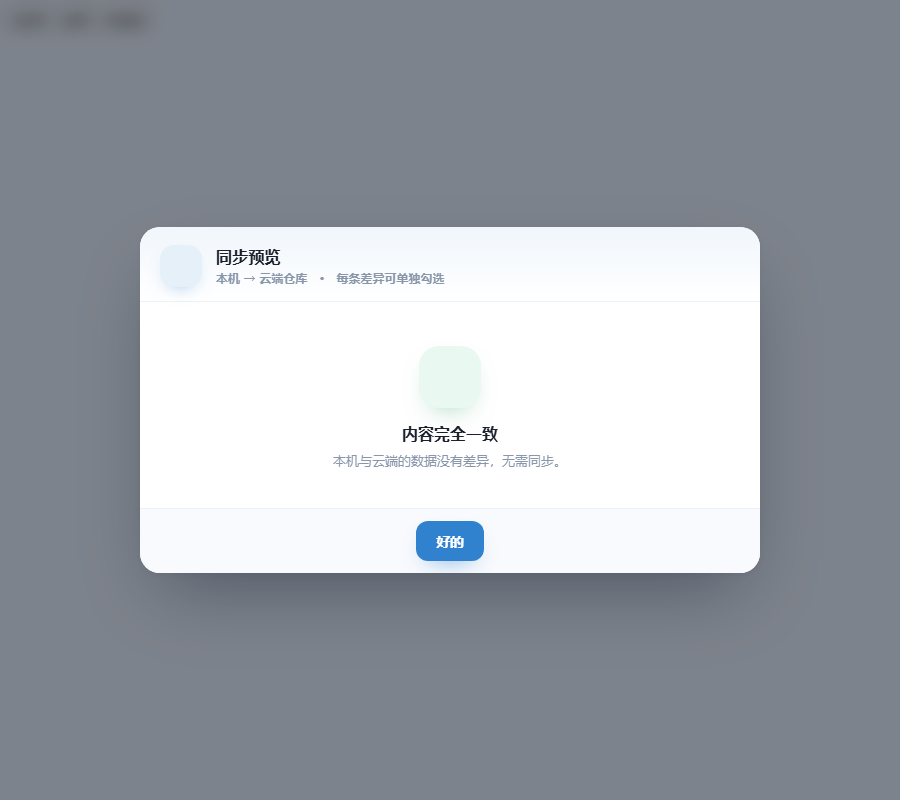 同步预览
本机 → 云端仓库 • 每条差异可单独勾选
内容完全一致
本机与云端的数据没有差异，无需同步。
好的